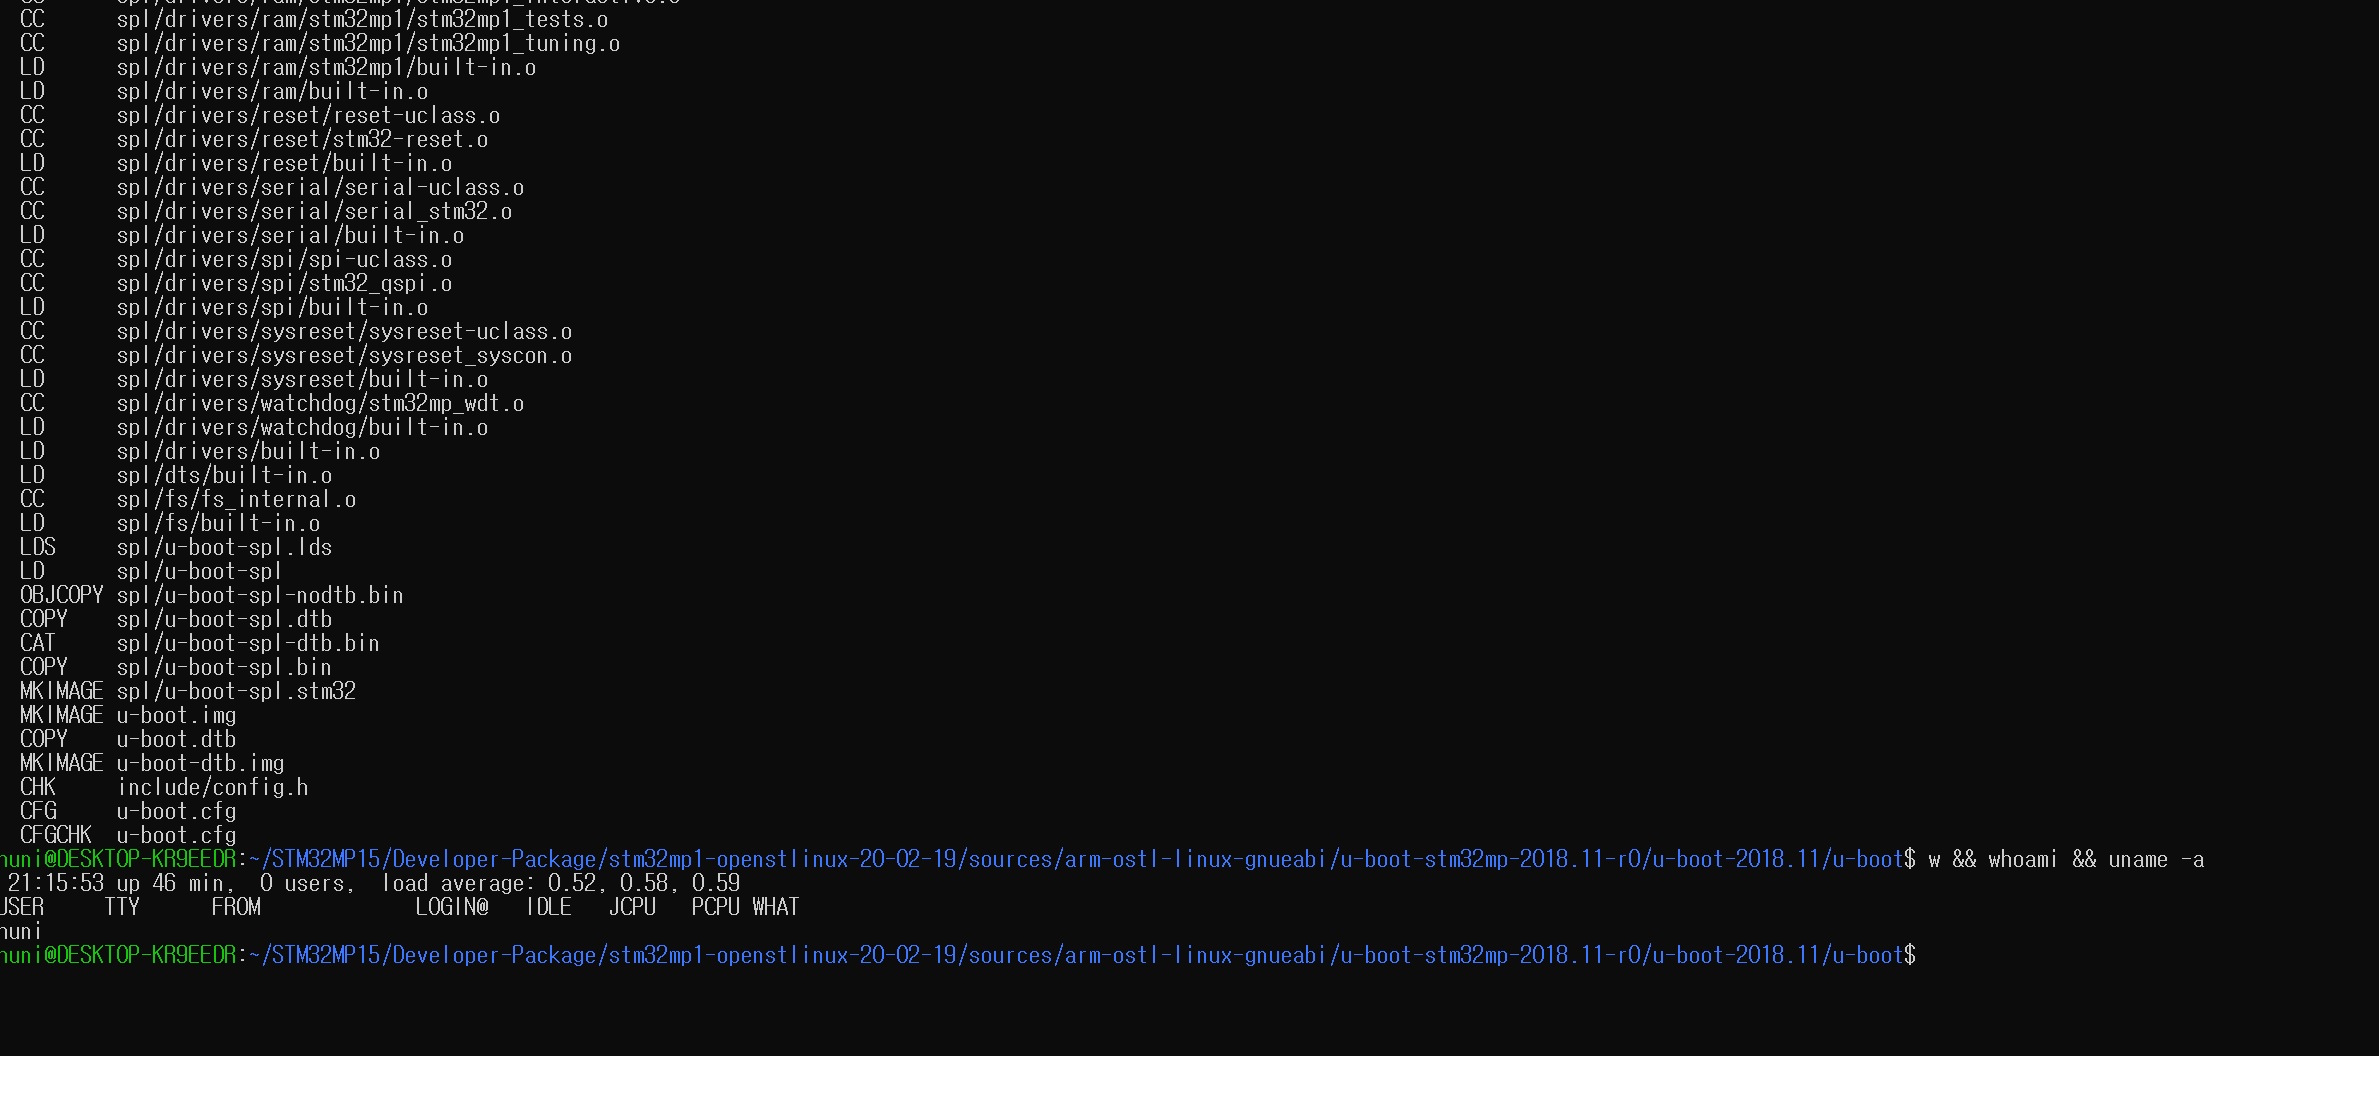 CC spl/drivers/ram/stm32mp1/stm32mp1_interactive.o
CC spl/drivers/ram/stm32mp1/stm32mp1_tests.o
CC spl/drivers/ram/stm32mp1/stm32mp1_tuning.o
LD spl/drivers/ram/stm32mp1/built-in.o
LD spl/drivers/ram/built-in.o
CC spl/drivers/reset/reset-uclass.o
CC spl/drivers/reset/stm32-reset.o
LD spl/drivers/reset/built-in.o
CC spl/drivers/serial/serial-uclass.o
CC spl/drivers/serial/serial_stm32.o
LD spl/drivers/serial/built-in.o
CC spl/drivers/spi/spi-uclass.o
CC spl/drivers/spi/stm32_qspi.o
LD spl/drivers/spi/built-in.o
CC spl/drivers/sysreset/sysreset-uclass.o
CC spl/drivers/sysreset/sysreset_syscon.o
LD spl/drivers/sysreset/built-in.o
CC spl/drivers/watchdog/stm32mp_wdt.o
LD spl/drivers/watchdog/built-in.o
LD spl/drivers/built-in.o
LD spl/dts/built-in.o
CC spl/fs/fs_internal.o
LD spl/fs/built-in.o
LDS spl/u-boot-spl.lds
LD spl/u-boot-spl
OBJCOPY spl/u-boot-spl-nodtb.bin
COPY spl/u-boot-spl.dtb
CAT spl/u-boot-spl-dtb.bin
COPY spl/u-boot-spl.bin
MKIMAGE spl/u-boot-spl.stm32
MKIMAGE u-boot.img
COPY u-boot.dtb
MKIMAGE u-boot-dtb.img
CHK include/config.h
CFG u-boot.cfg
CFGCHK u-boot.cfg
huni@DESKTOP-KR9EEDR:~/STM32MP15/Developer-Package/stm32mp1-openstlinux-20-02-19/sources/arm-ostl-linux-gnueabi/u-boot-stm32mp-2018.11-r0/u-boot-2018.11/u-boot$ w && whoami && uname -a
21:15:53 up 46 min, 0 users, load average: 0.52, 0.58, 0.59
USER TTY FROM LOGIN@ IDLE JCPU PCPU WHAT
huni
huni@DESKTOP-KR9EEDR:~/STM32MP15/Developer-Package/stm32mp1-openstlinux-20-02-19/sources/arm-ostl-linux-gnueabi/u-boot-stm32mp-2018.11-r0/u-boot-2018.11/u-boot$